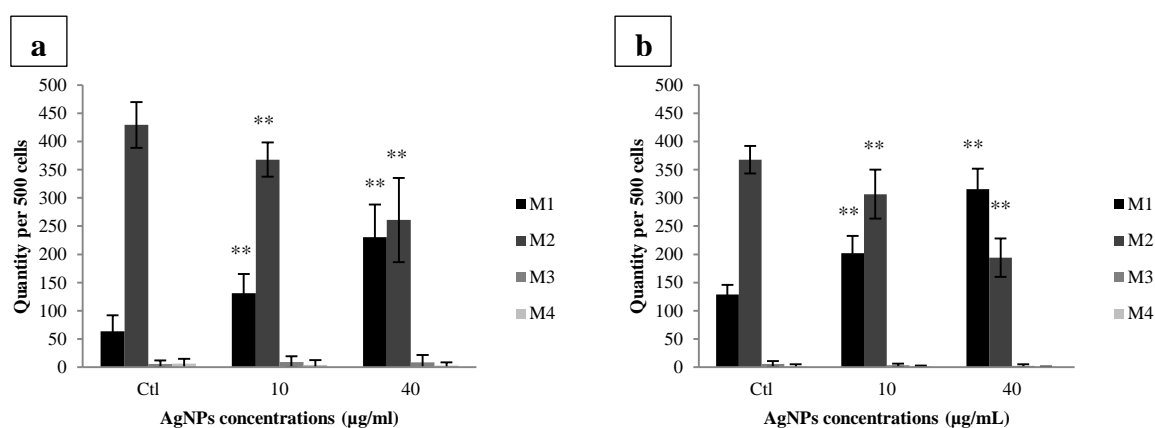 a
500
450
400
350
300
250
200
150
100
50
0
Quantity per 500 cells
**
**
**
**
Ctl
10
40
AgNPs concentrations (µg/ml)
M1
M2
M3
M4
b
500
450
400
350
300
250
200
150
100
50
0
Quantity per 500 cells
**
**
**
**
Ctl
10
40
AgNPs concentrations (µg/mL)
M1
M2
M3
M4